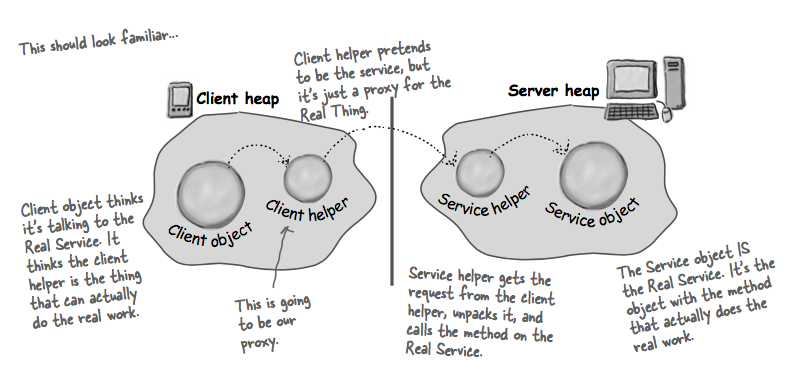 This should look familiar...
Client helper pretends
to be the service, but
it's just a proxy for the
Real Thing.
Client heap
Server heap
Client object
Client helper
Service helper
Service object
Client object thinks
it's talking to the
Real Service. It
thinks the client
helper is the thing
that can actually
do the real work.
This is going
to be our
proxy.
Service helper gets the
request from the client
helper, unpacks it, and
calls the method on the
Real Service.
The Service object IS
the Real Service. It's the
object with the method
that actually does the
real work.